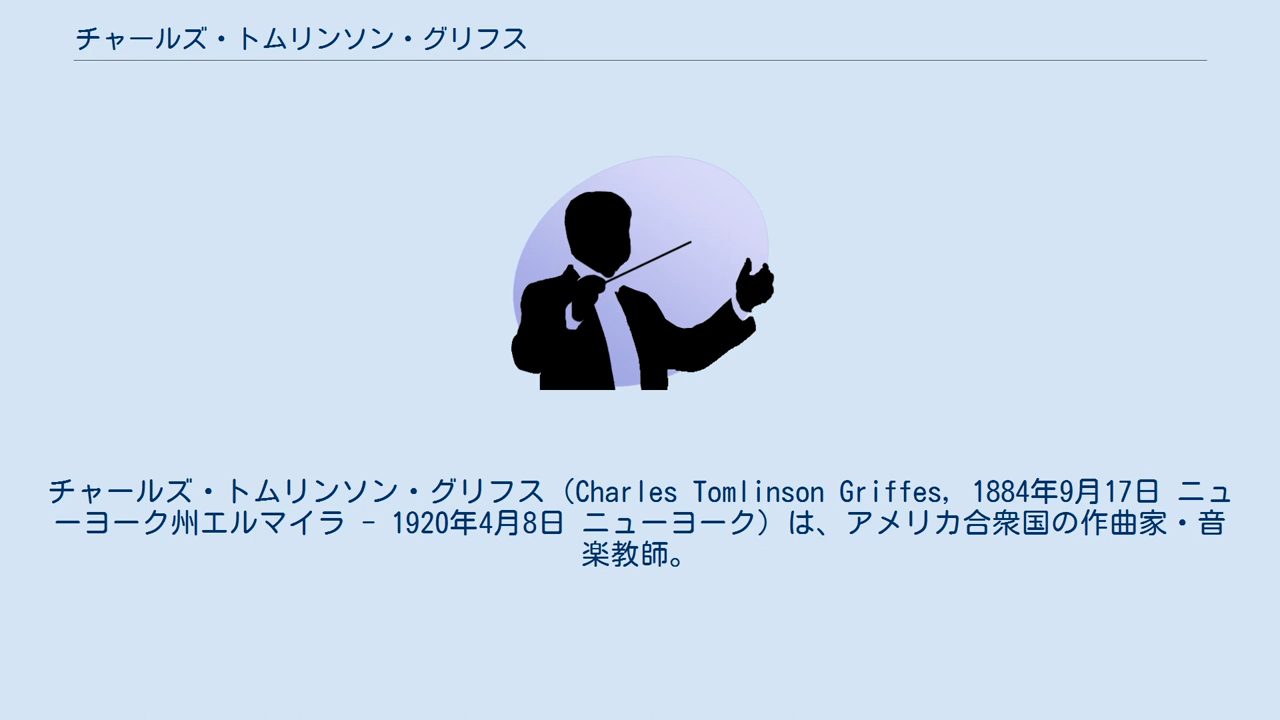 チャールズ・トムリンソン・グリフス
チャールズ・トムリンソン・グリフス（Charles Tomlinson Griffes, 1884年9月17日 ニュ
ーヨーク州エルマイラ - 1920年4月8日 ニューヨーク）は、アメリカ合衆国の作曲家・音
楽教師。